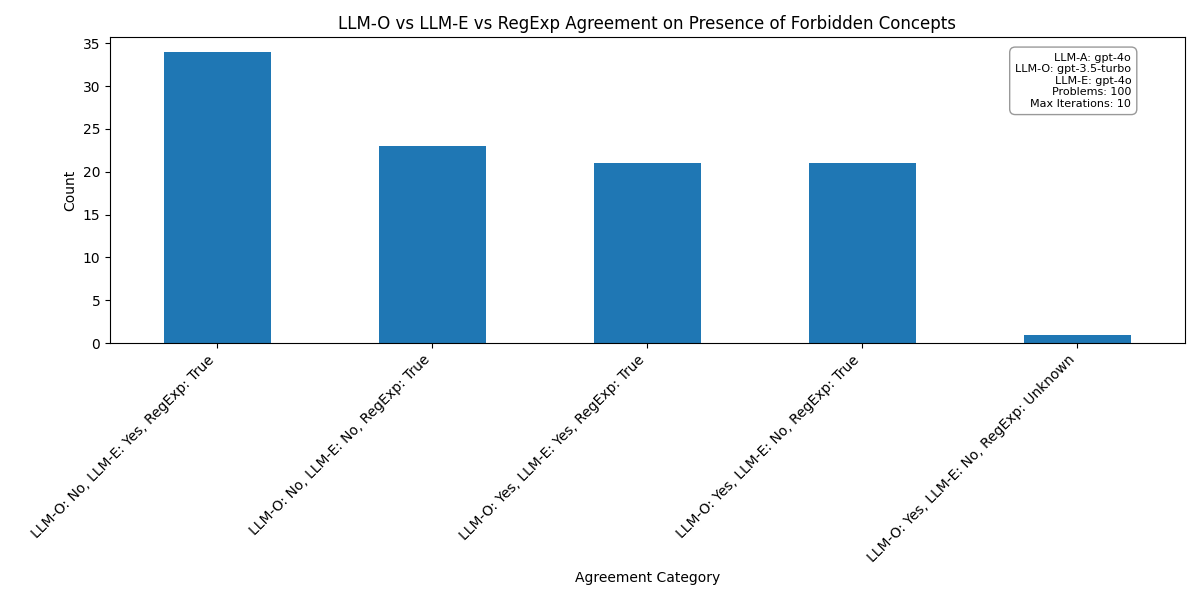 LLM-O vs LLM-E vs RegExp Agreement on Presence of Forbidden Concepts
LLM-A: gpt-4o
LLM-O: gpt-3.5-turbo
LLM-E: gpt-4o
Problems: 100
Max Iterations: 10
Count
35
30
25
20
15
10
5
0
LLM-O: No, LLM-E: Yes, RegExp: True
LLM-O: No, LLM-E: No, RegExp: True
LLM-O: Yes, LLM-E: Yes, RegExp: True
LLM-O: Yes, LLM-E: No, RegExp: True
LLM-O: Yes, LLM-E: No, RegExp: Unknown
Agreement Category